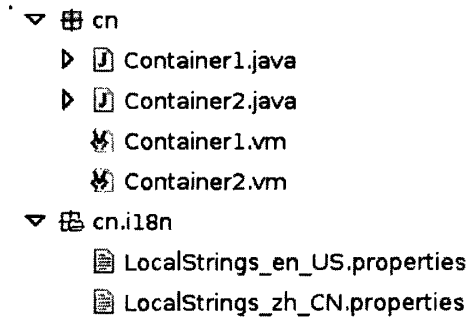 cn
Container1.java
Container2.java
Container1.vm
Container2.vm
cn.i18n
LocalStrings_en_US.properties
LocalStrings_zh_CN.properties